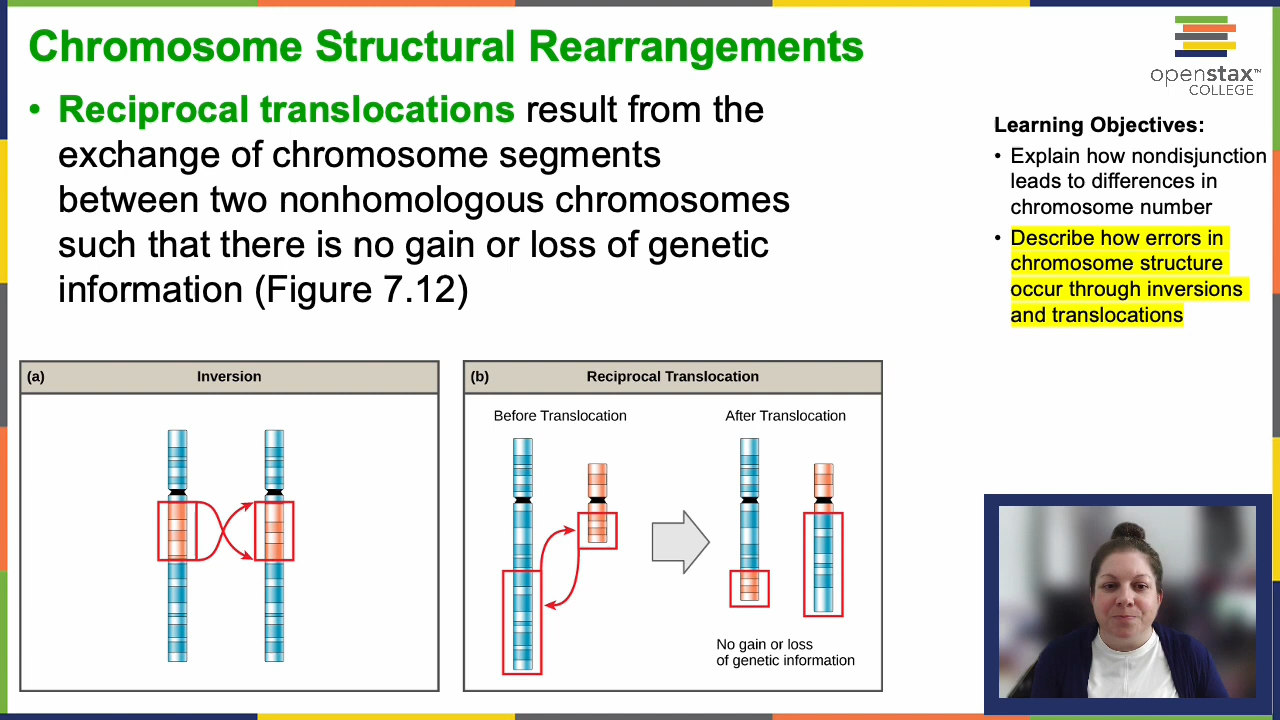 Chromosome Structural Rearrangements
• Reciprocal translocations result from the
exchange of chromosome segments
between two nonhomologous chromosomes
such that there is no gain or loss of genetic
information (Figure 7.12)
openstax™
COLLEGE
Learning Objectives:
• Explain how nondisjunction
leads to differences in
chromosome number
• Describe how errors in
chromosome structure
occur through inversions
and translocations
(a) Inversion
(b) Reciprocal Translocation
Before Translocation
After Translocation
No gain or loss
of genetic information